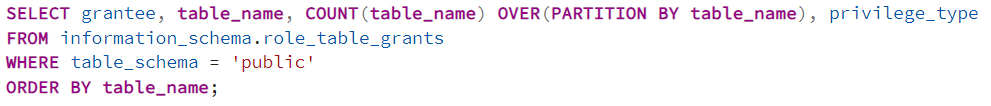 SELECT grantee, table_name, COUNT(table_name) OVER(PARTITION BY table_name), privilege_type
FROM information_schema.role_table_grants
WHERE table_schema = 'public'
ORDER BY table_name;